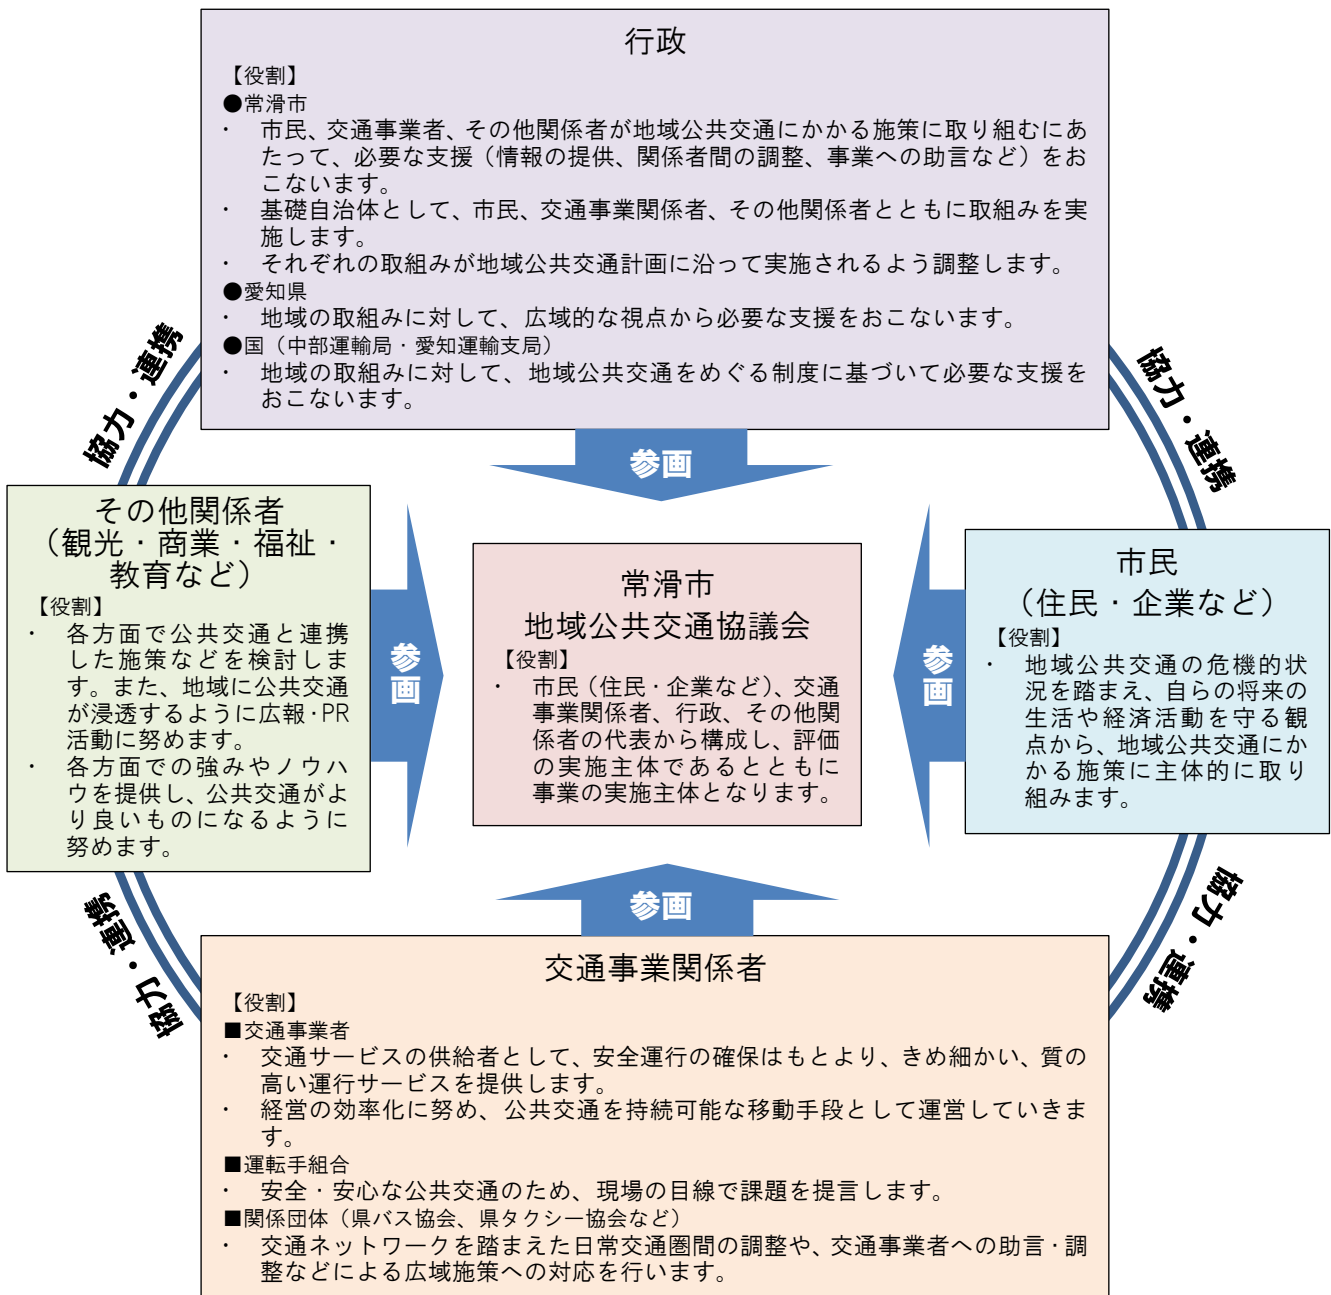 行政
【役割】
●常滑市
・ 市民、交通事業者、その他関係者が地域公共交通にかかる施策に取り組むにあ
たって、必要な支援（情報の提供、関係者間の調整、事業への助言など）をお
こないます。
・ 基礎自治体として、市民、交通事業関係者、その他関係者とともに取組みを実
施します。
・ それぞれの取組みが地域公共交通計画に沿って実施されるよう調整します。
●愛知県
・ 地域の取組みに対して、広域的な視点から必要な支援をおこないます。
●国（中部運輸局・愛知運輸支局）
・ 地域の取組みに対して、地域公共交通をめぐる制度に基づいて必要な支援を
おこないます。
協力・連携
協力・連携
参画
その他関係者
（観光・商業・福祉・
教育など）
【役割】
・ 各方面で公共交通と連携
した施策などを検討しま
す。また、地域に公共交通
が浸透するように広報・PR
活動に努めます。
・ 各方面での強みやノウハ
ウを提供し、公共交通がよ
り良いものになるように
努めます。
参画
常滑市
地域公共交通協議会
【役割】
・ 市民（住民・企業など）、交通
事業関係者、行政、その他関
係者の代表から構成し、評価
の実施主体であるとともに
事業の実施主体となります。
参画
市民
（住民・企業など）
【役割】
・ 地域公共交通の危機的状
況を踏まえ、自らの将来の
生活や経済活動を守る観
点から、地域公共交通にか
かる施策に主体的に取り
組みます。
参画
協力・連携
協力・連携
交通事業関係者
【役割】
■交通事業者
・ 交通サービスの供給者として、安全運行の確保はもとより、きめ細かい、質の
高い運行サービスを提供します。
・ 経営の効率化に努め、公共交通を持続可能な移動手段として運営していきま
す。
■運転手組合
・ 安全・安心な公共交通のため、現場の目線で課題を提言します。
■関係団体（県バス協会、県タクシー協会など）
・ 交通ネットワークを踏まえた日常交通圏間の調整や、交通事業者への助言・調
整などによる広域施策への対応を行います。